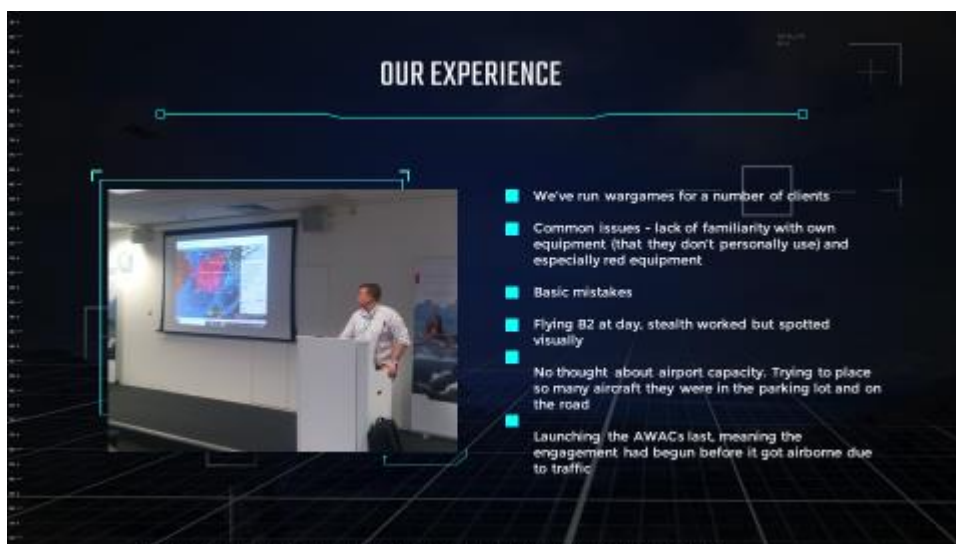 OUR EXPERIENCE
We've run wargames for a number of clients
Common issues - lack of familiarity with own
equipment (that they don't personally use) and
especially red equipment
Basic mistakes
Flying B2 at day, stealth worked but spotted
visually
No thought about airport capacity. Trying to place
so many aircraft they were in the parking lot and on
the road
Launching the AWACs last, meaning the
engagement had begun before it got airborne due
to traffic